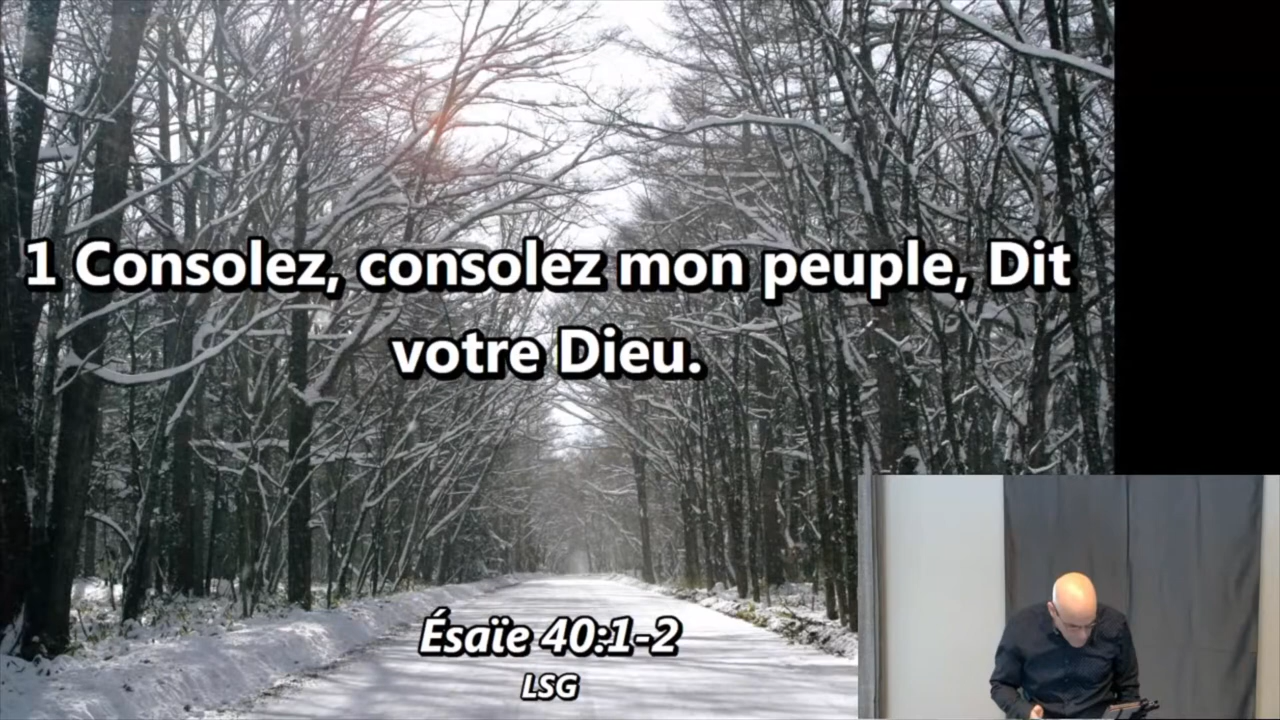 1 Consolez, consolez mon peuple, Dit
votre Dieu.
Ésaïe 40:1-2
LSG